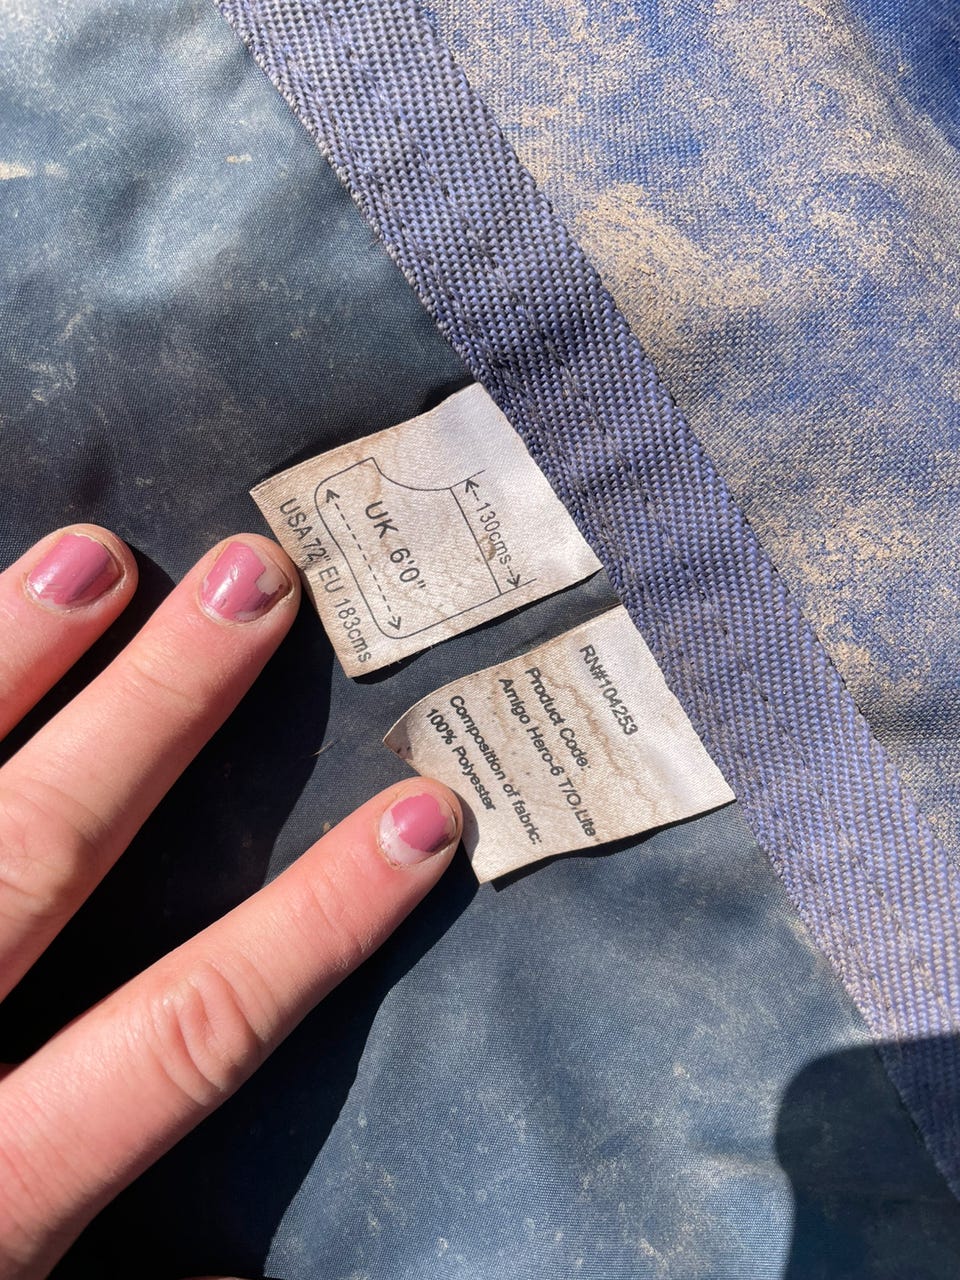 130cms
UK 6'0"
USA 72", EU 183cms
RN#104253
Product Code:
Amigo Hero-6 T/O Lite
Composition of fabric:
100% Polyester